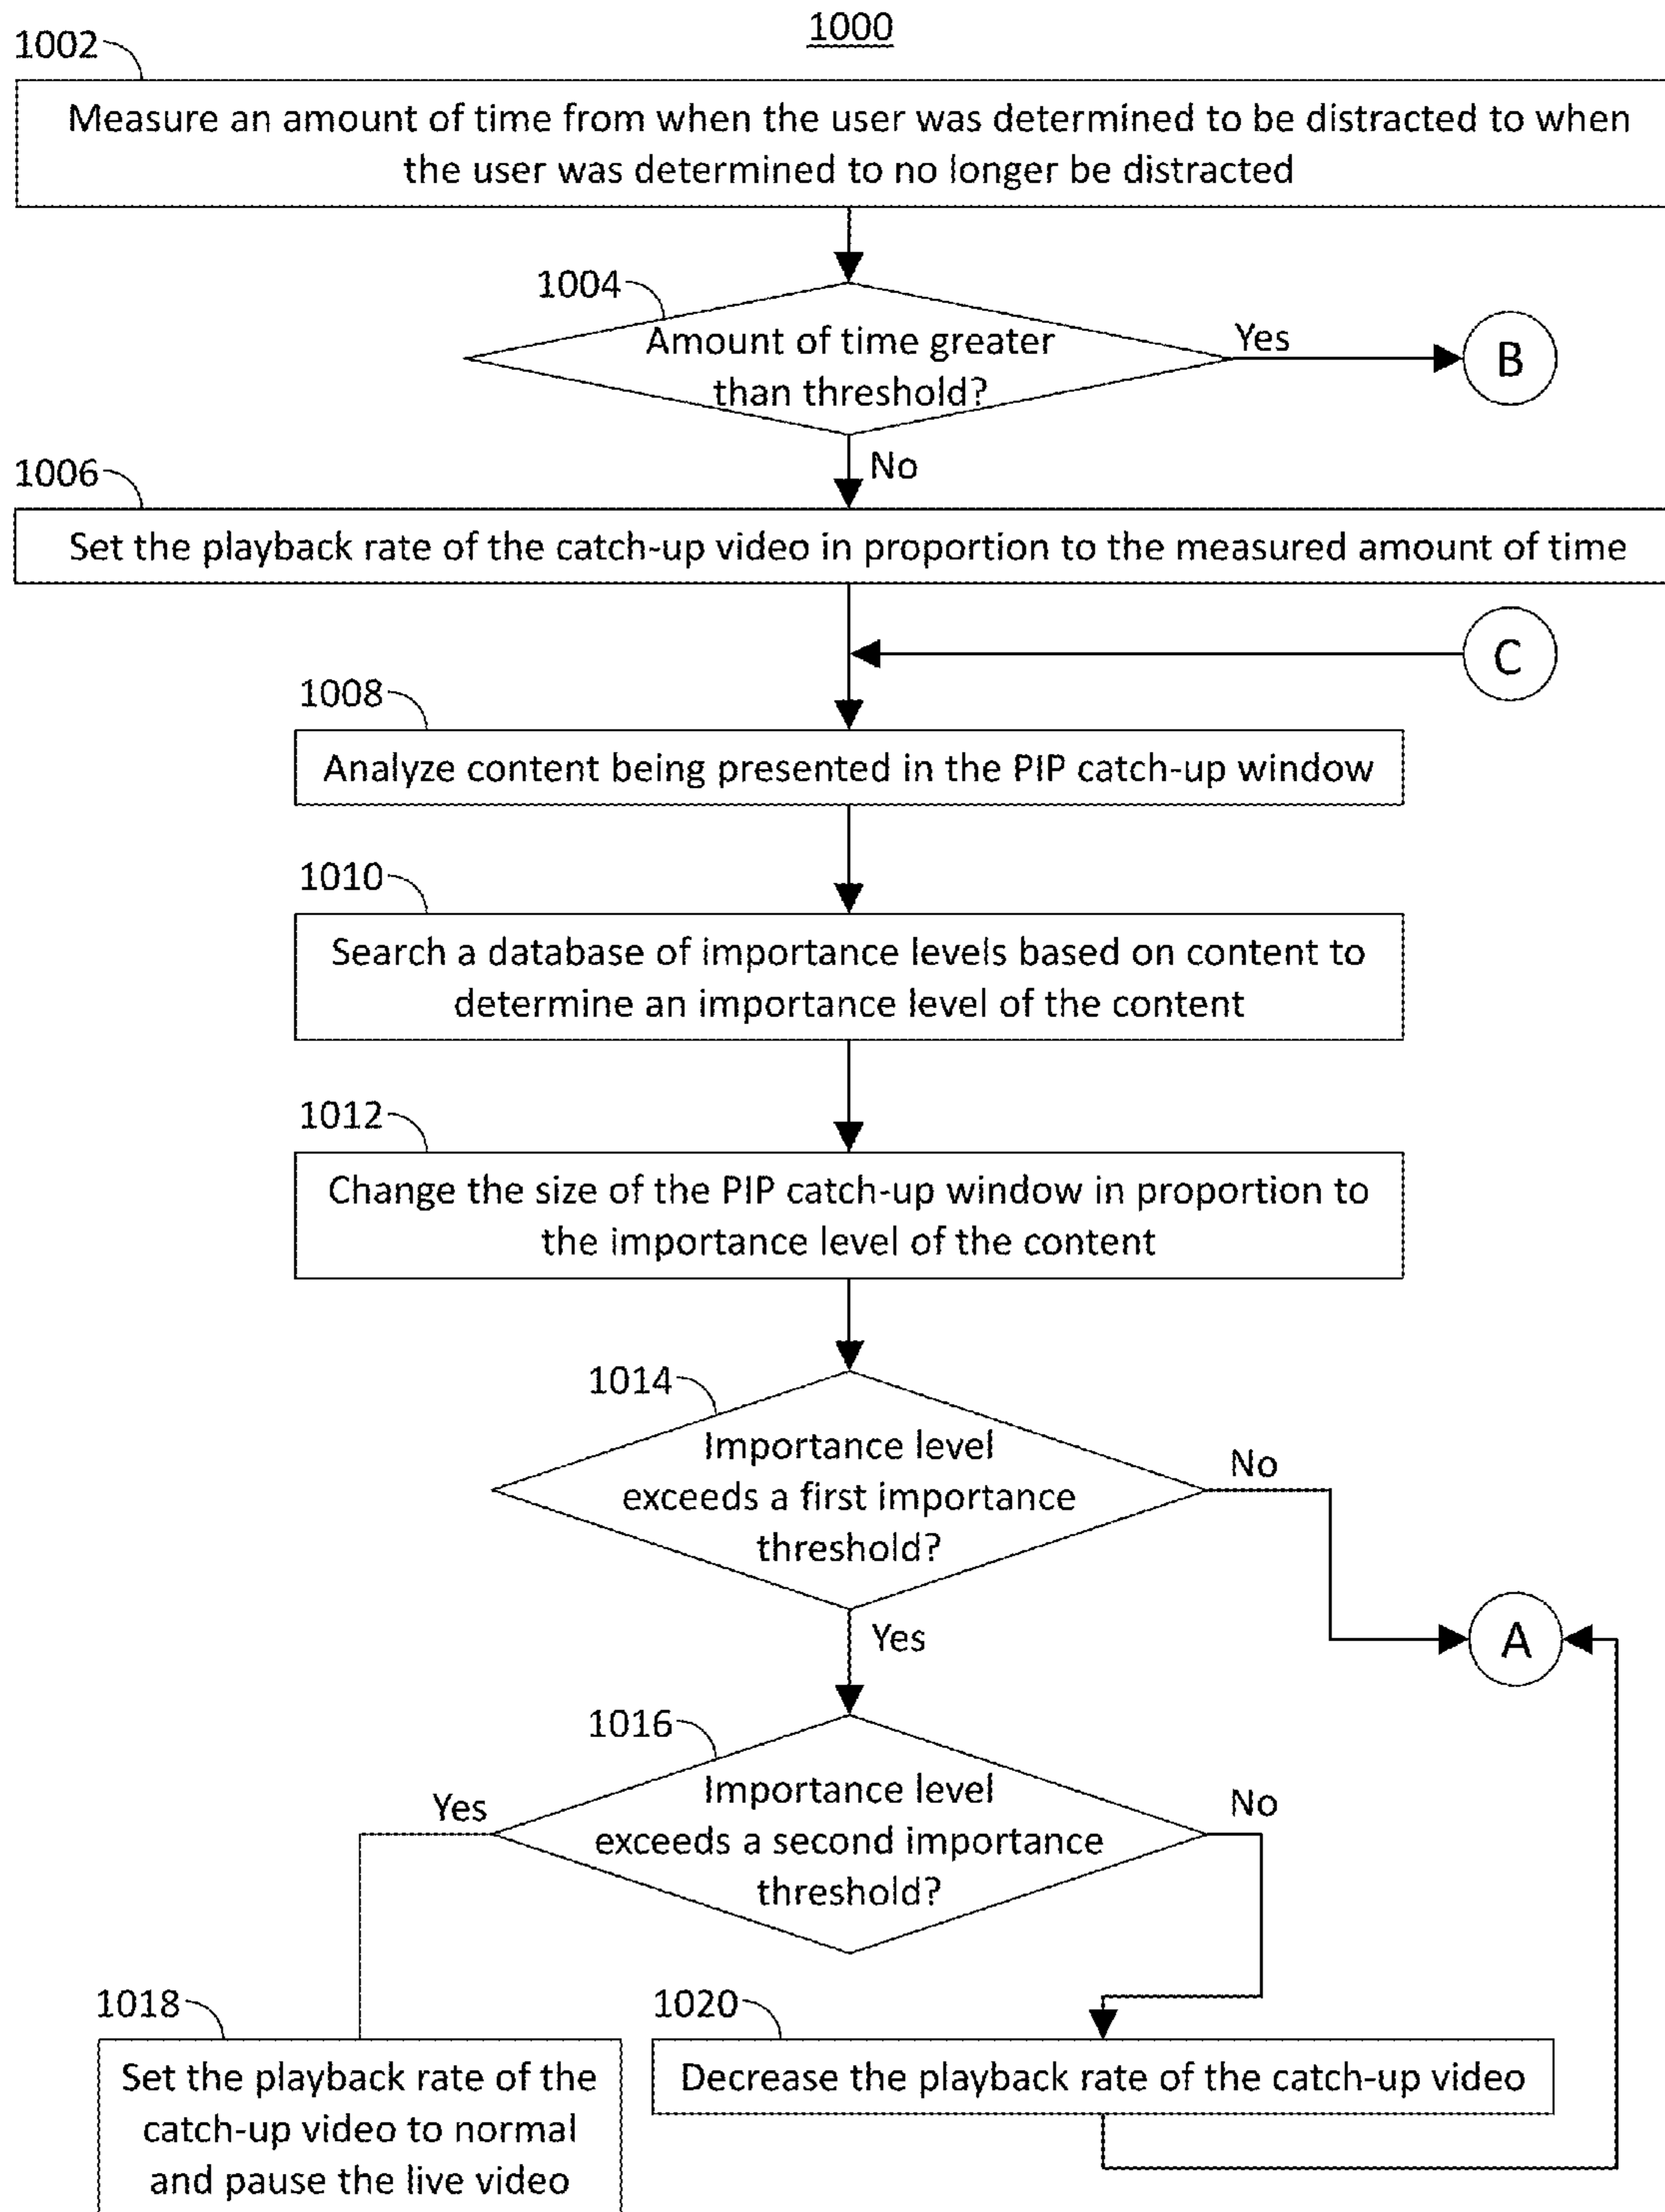 1000
1002
Measure an amount of time from when the user was determined to be distracted to when
the user was determined to no longer be distracted
1004
Amount of time greater
than threshold?
Yes
B
No
1006
Set the playback rate of the catch-up video in proportion to the measured amount of time
C
1008
Analyze content being presented in the PIP catch-up window
1010
Search a database of importance levels based on content to
determine an importance level of the content
1012
Change the size of the PIP catch-up window in proportion to
the importance level of the content
1014
Importance level
exceeds a first importance
threshold?
No
A
Yes
1016
Importance level
exceeds a second importance
threshold?
Yes
No
1018
Set the playback rate of the
catch-up video to normal
and pause the live video
1020
Decrease the playback rate of the catch-up video